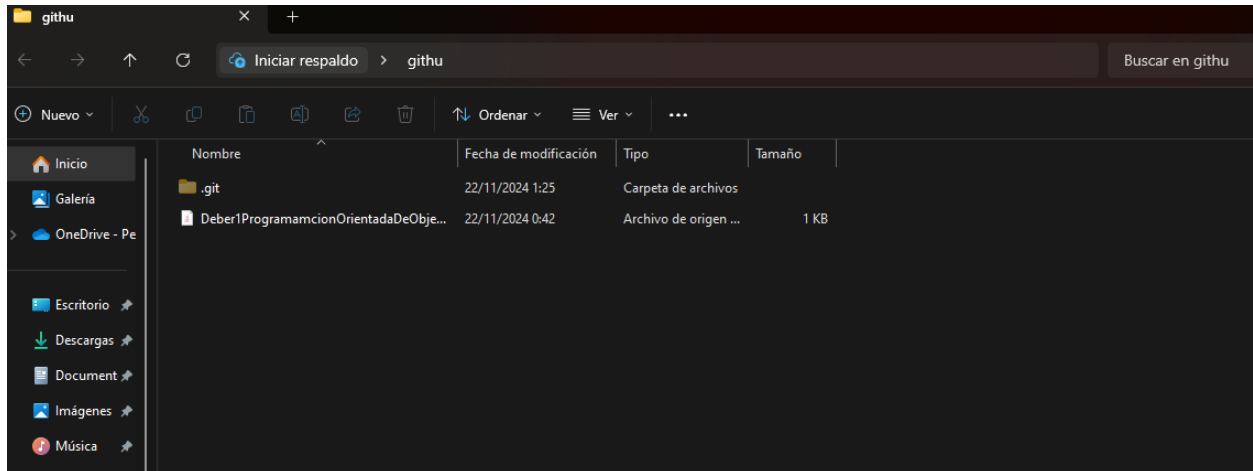 githu
Iniciar respaldo > githu
Buscar en githu
Nuevo
Ordenar
Ver
Nombre
Fecha de modificación
Tipo
Tamaño
Inicio
Galería
OneDrive - Pe
Escritorio
Descargas
Document
Imágenes
Música
.git
22/11/2024 1:25
Carpeta de archivos
Deber1ProgramamcionOrientadaDeObje...
22/11/2024 0:42
Archivo de origen ...
1 KB